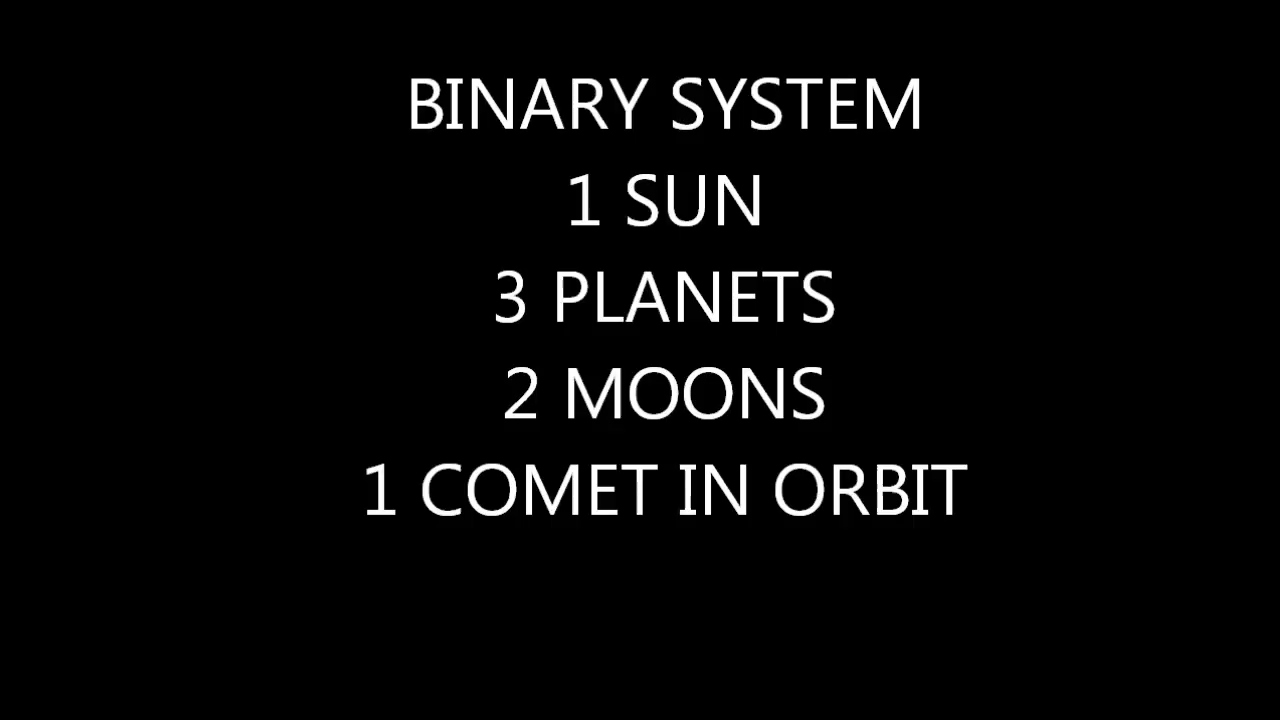 BINARY SYSTEM
1 SUN
3 PLANETS
2 MOONS
1 COMET IN ORBIT